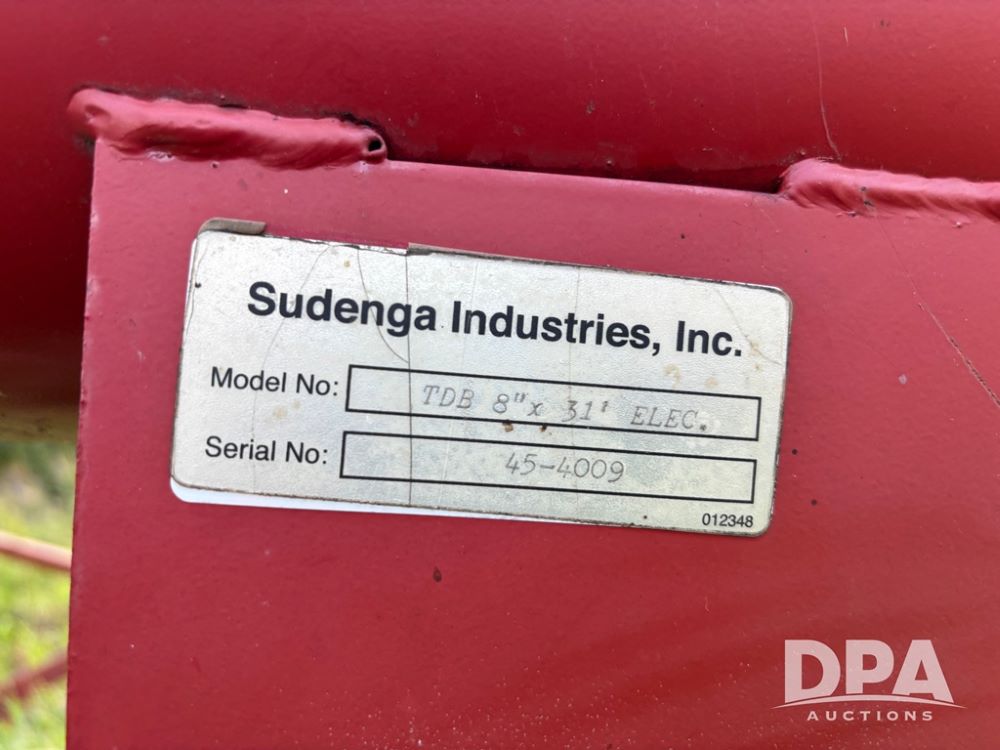 Sudenga Industries, Inc.
Model No: TDB 8"x 31' ELEC.
Serial No: 45-4009
012348
DPA
AUCTIONS